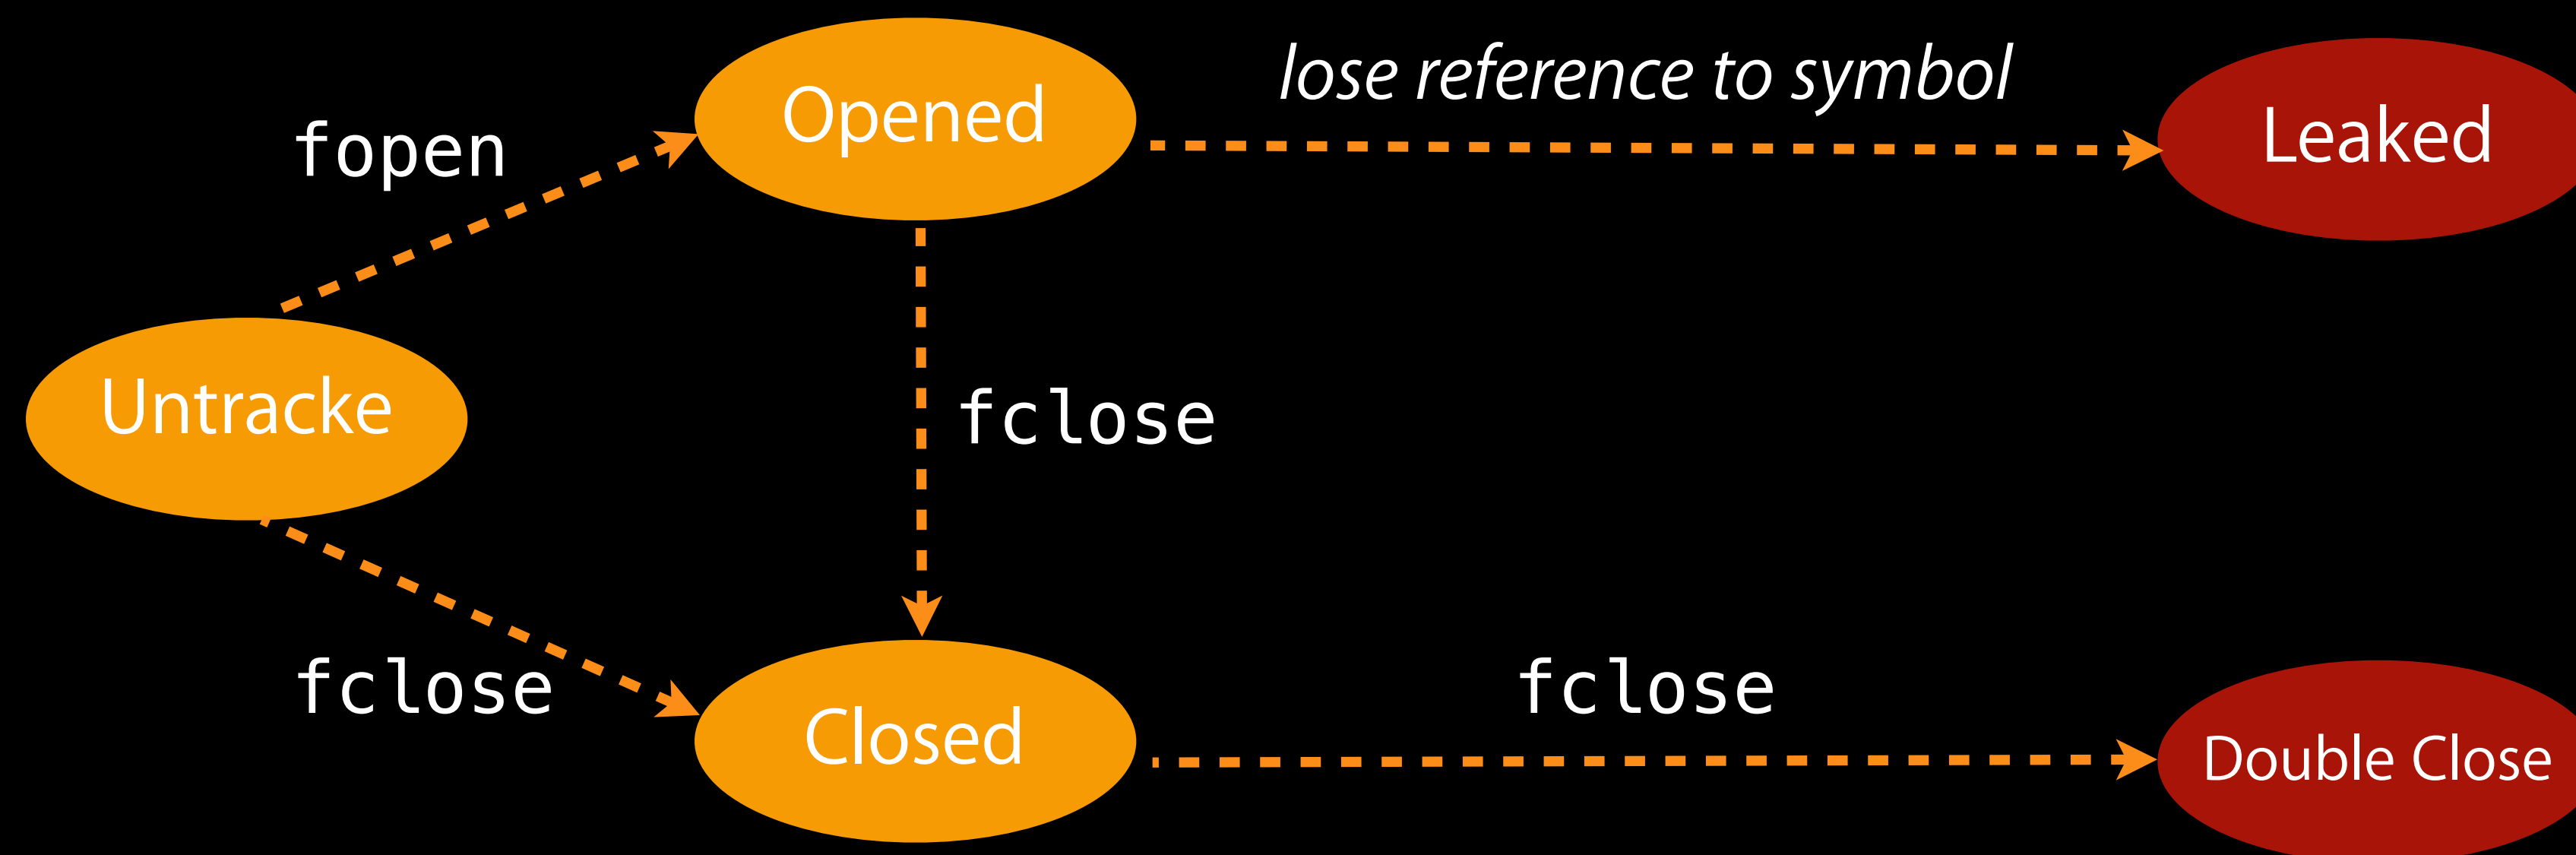 lose reference to symbol
Opened
Leaked
fopen
Untracke
fclose
fclose
fclose
Closed
Double Close